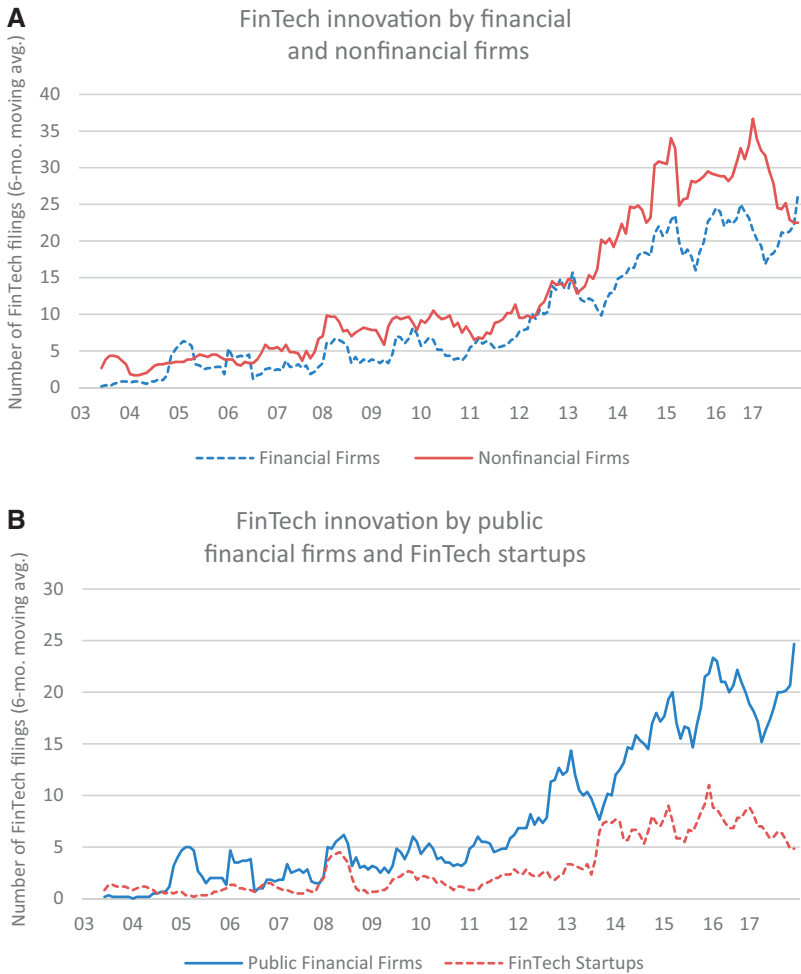 A
FinTech innovation by financial
and nonfinancial firms
Number of FinTech filings (6-mo. moving avg.)
40
35
30
25
20
15
10
5
0
03 04 05 06 07 08 09 10 11 12 13 14 15 16 17
Financial Firms Nonfinancial Firms
B
FinTech innovation by public
financial firms and FinTech startups
Number of FinTech filings (6-mo. moving avg.)
30
25
20
15
10
5
0
03 04 05 06 07 08 09 10 11 12 13 14 15 16 17
Public Financial Firms FinTech Startups